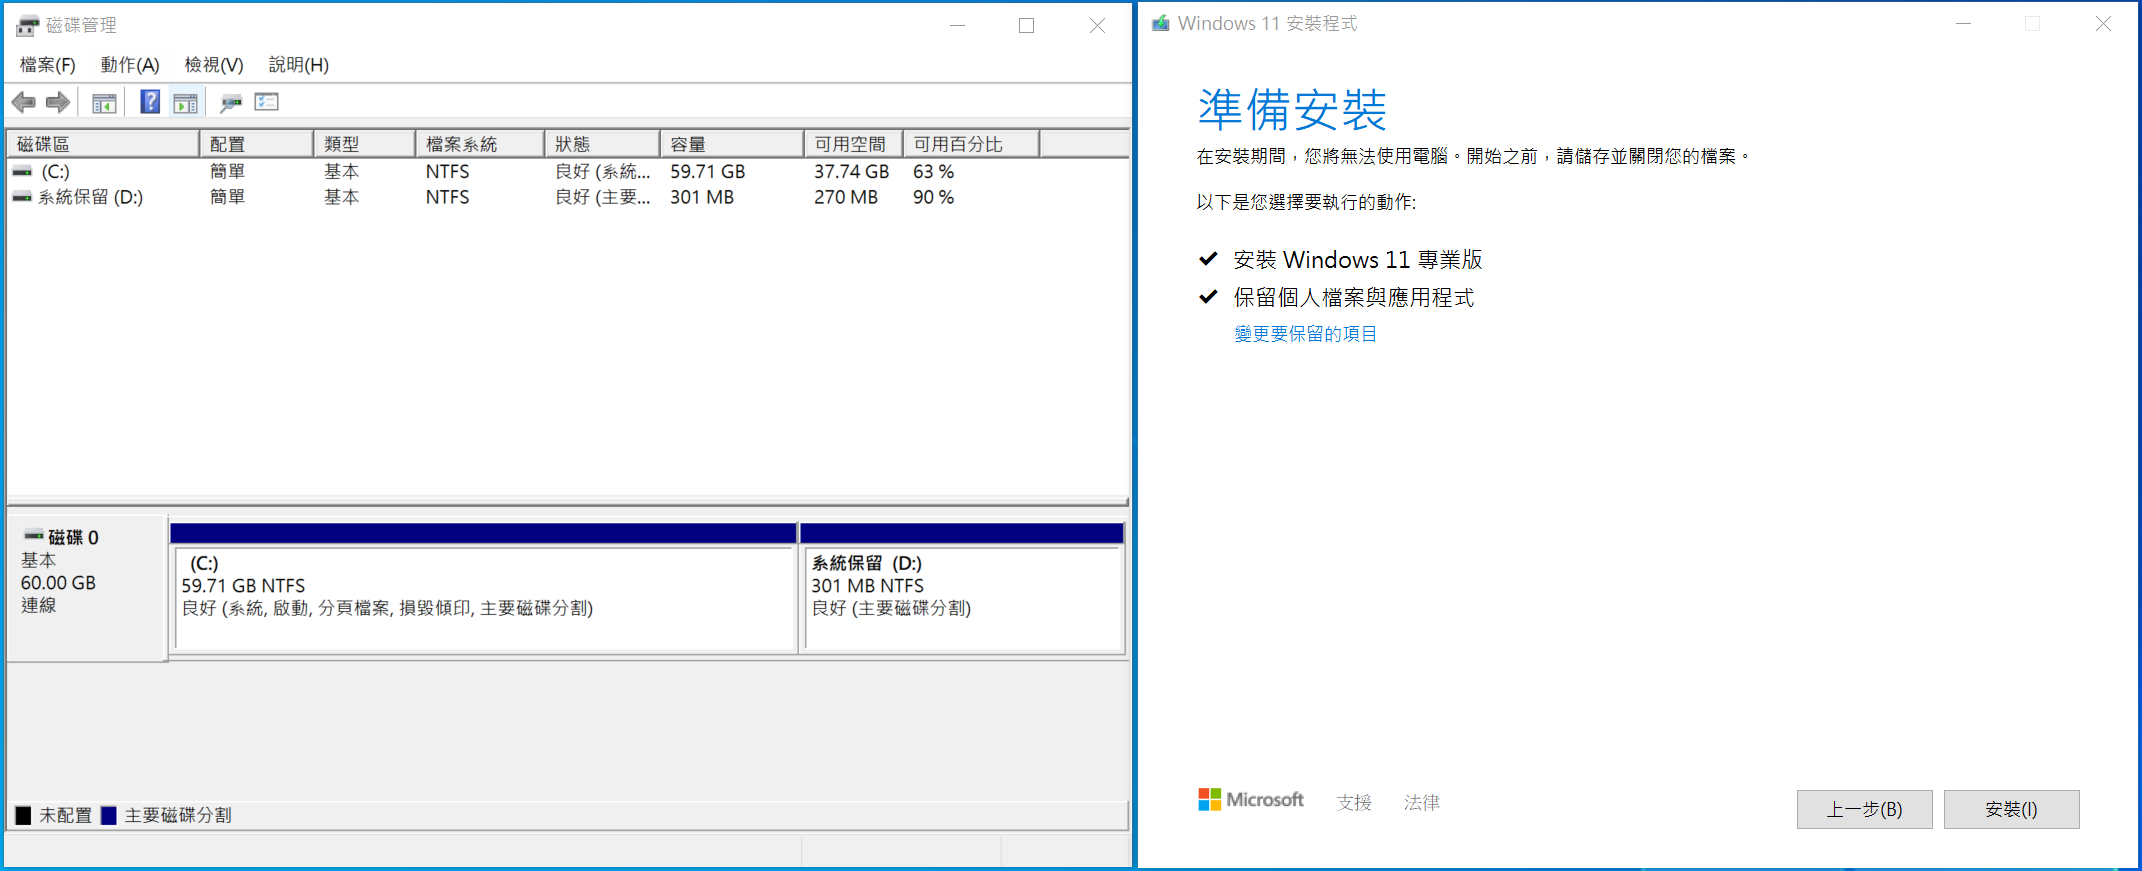 磁碟管理
檔案(F) 動作(A) 檢視(V) 說明(H)
磁碟區 配置 類型 檔案系統 狀態 容量 可用空間 可用百分比
(C:) 簡單 基本 NTFS 良好 (系統... 59.71 GB 37.74 GB 63 %
系統保留 (D:) 簡單 基本 NTFS 良好 (主要... 301 MB 270 MB 90 %
磁碟 0
基本
60.00 GB
連線
(C:)
59.71 GB NTFS
良好 (系統, 啟動, 分頁檔案, 損毀傾印, 主要磁碟分割)
系統保留 (D:)
301 MB NTFS
良好 (主要磁碟分割)
未配置 主要磁碟分割
Windows 11 安裝程式
準備安裝
在安裝期間，您將無法使用電腦。開始之前，請儲存並關閉您的檔案。
以下是您選擇要執行的動作:
安裝 Windows 11 專業版
保留個人檔案與應用程式
變更要保留的項目
Microsoft 支援 法律
上一步(B) 安裝(I)